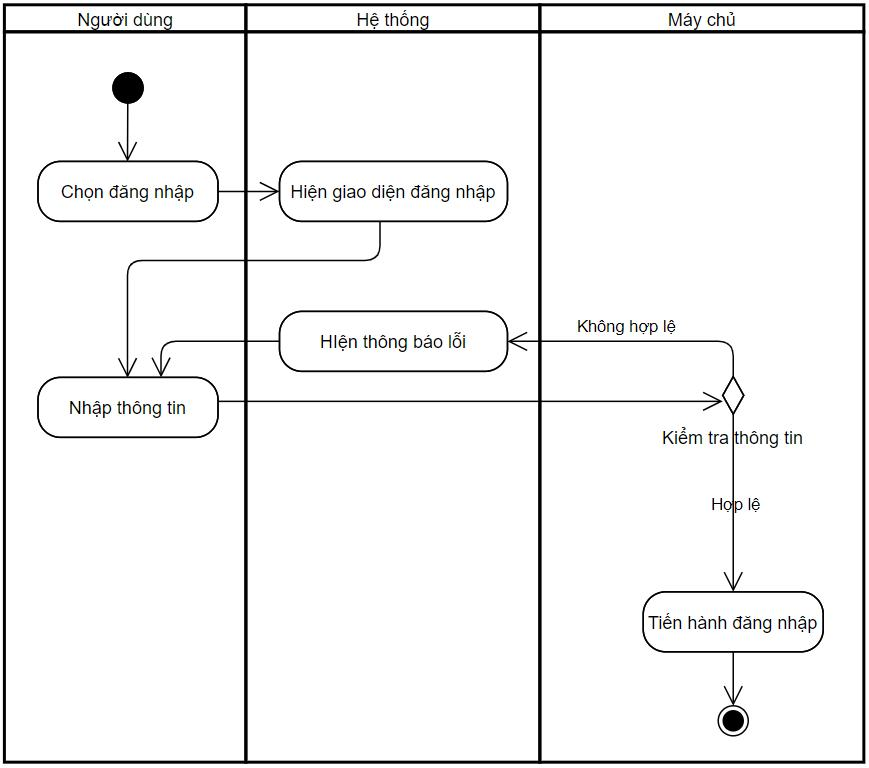 Người dùng
Hệ thống
Máy chủ
Chọn đăng nhập
Hiện giao diện đăng nhập
Không hợp lệ
HIện thông báo lỗi
Nhập thông tin
Kiểm tra thông tin
Hợp lệ
Tiến hành đăng nhập